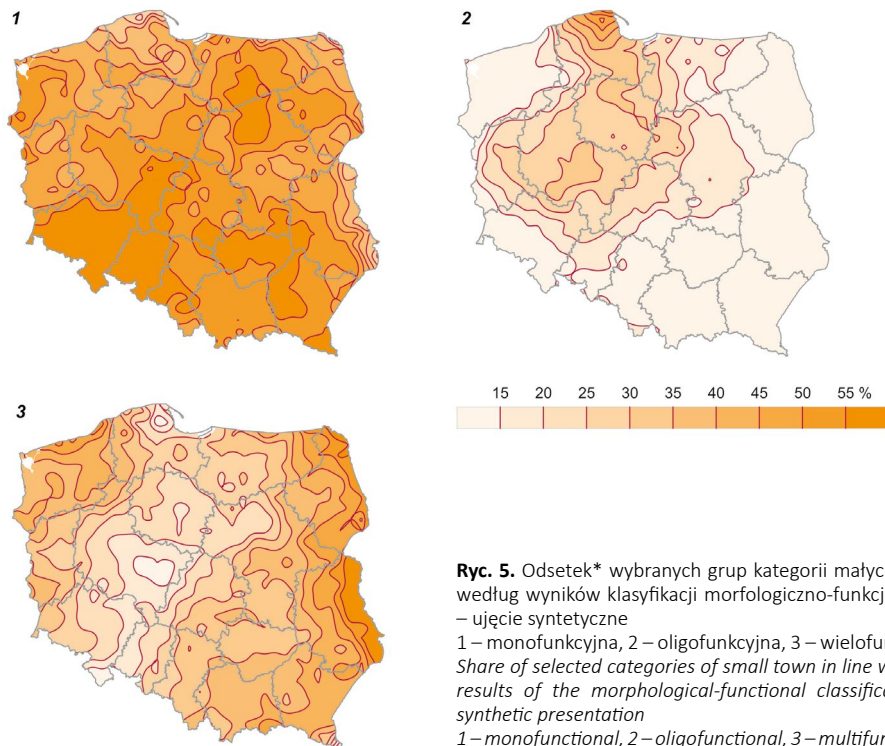 1
2
15 20 25 30 35 40 45 50 55 %
3
Ryc. 5. Odsetek* wybranych grup kategorii małyc
według wyników klasyfikacji morfologiczno-funkcj
– ujęcie syntetyczne
1 – monofunkcyjna, 2 – oligofunkcyjna, 3 – wielofu
Share of selected categories of small town in line w
results of the morphological-functional classifica
synthetic presentation
1 – monofunctional, 2 – oligofunctional, 3 – multifun